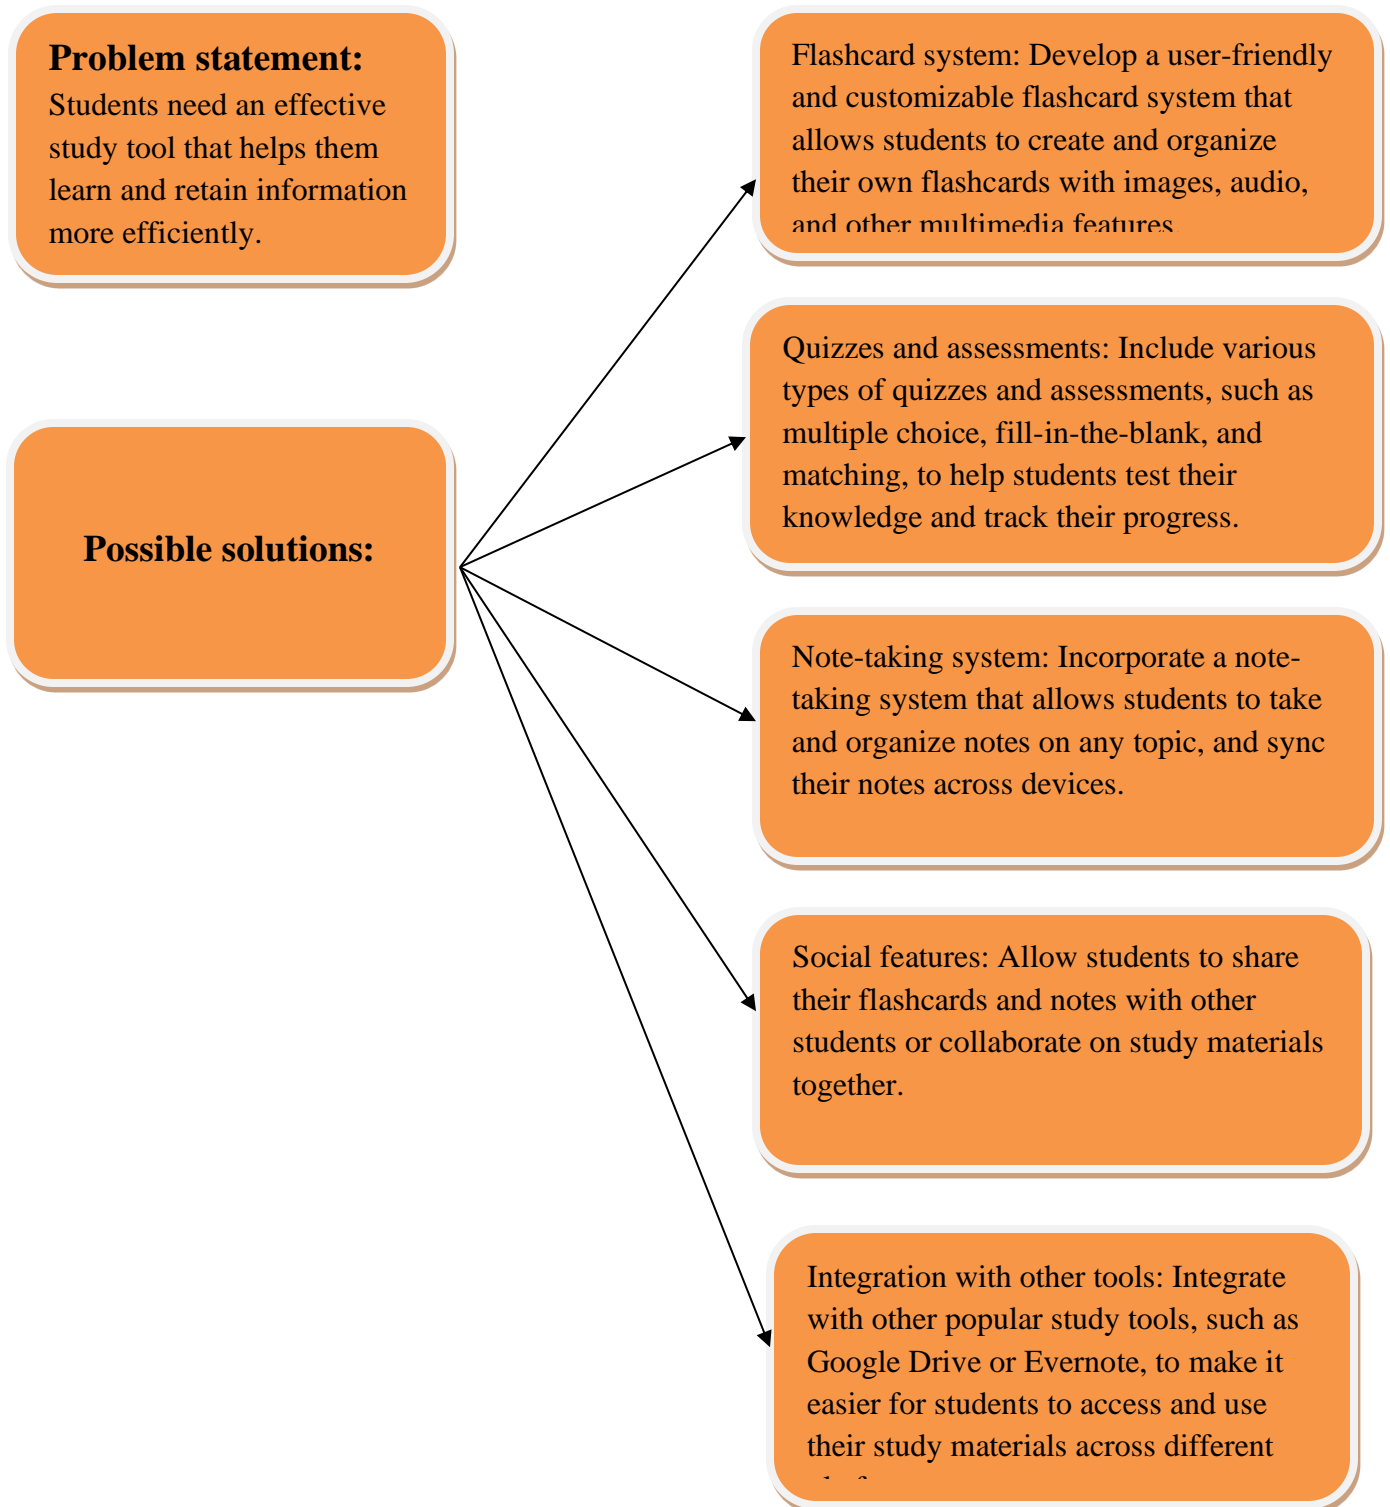 Problem statement:
Students need an effective
study tool that helps them
learn and retain information
more efficiently.
Possible solutions:
Flashcard system: Develop a user-friendly
and customizable flashcard system that
allows students to create and organize
their own flashcards with images, audio,
and other multimedia features.
Quizzes and assessments: Include various
types of quizzes and assessments, such as
multiple choice, fill-in-the-blank, and
matching, to help students test their
knowledge and track their progress.
Note-taking system: Incorporate a note-
taking system that allows students to take
and organize notes on any topic, and sync
their notes across devices.
Social features: Allow students to share
their flashcards and notes with other
students or collaborate on study materials
together.
Integration with other tools: Integrate
with other popular study tools, such as
Google Drive or Evernote, to make it
easier for students to access and use
their study materials across different